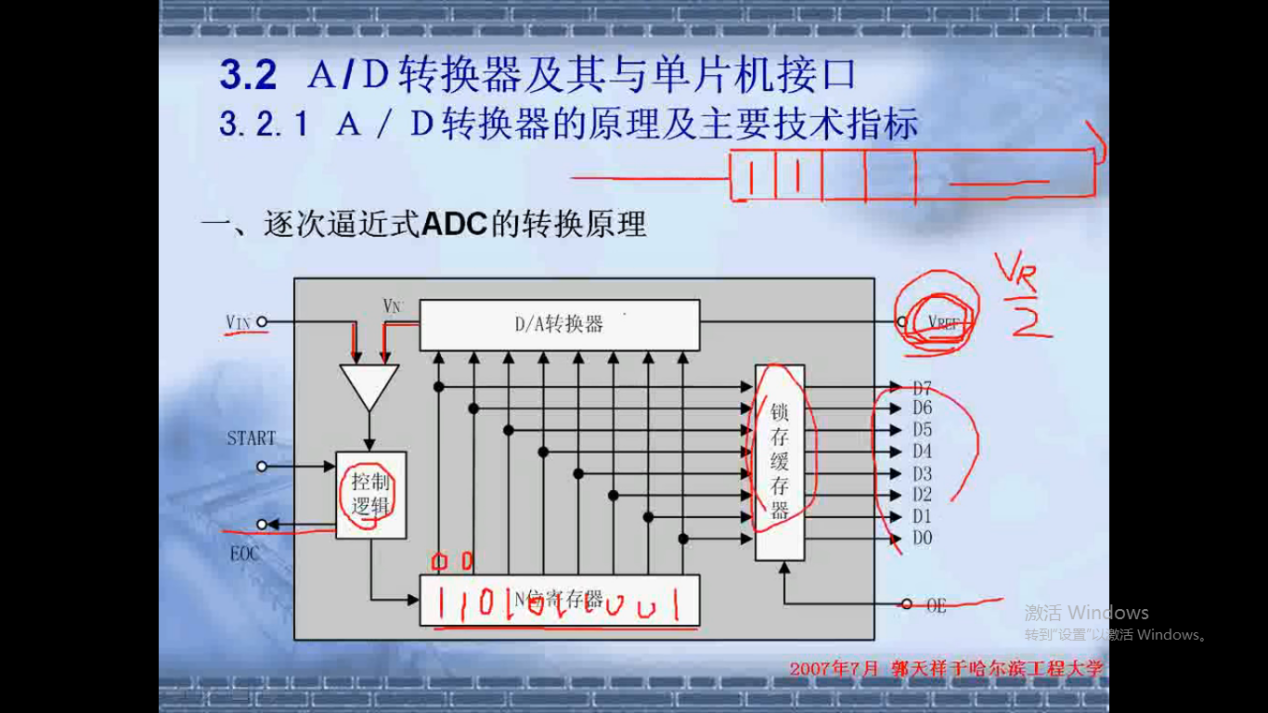 3.2 A/D转换器及其与单片机接口
3.2.1 A／D转换器的原理及主要技术指标
一、逐次逼近式ADC的转换原理
VR
2
VIN
VN
D/A转换器
VREF
START
控制
逻辑
EOC
锁存缓存器
D7
D6
D5
D4
D3
D2
D1
D0
0 0
N位寄存器
OE
激活 Windows
转到"设置"以激活 Windows。
2007年7月 郭天祥于哈尔滨工程大学